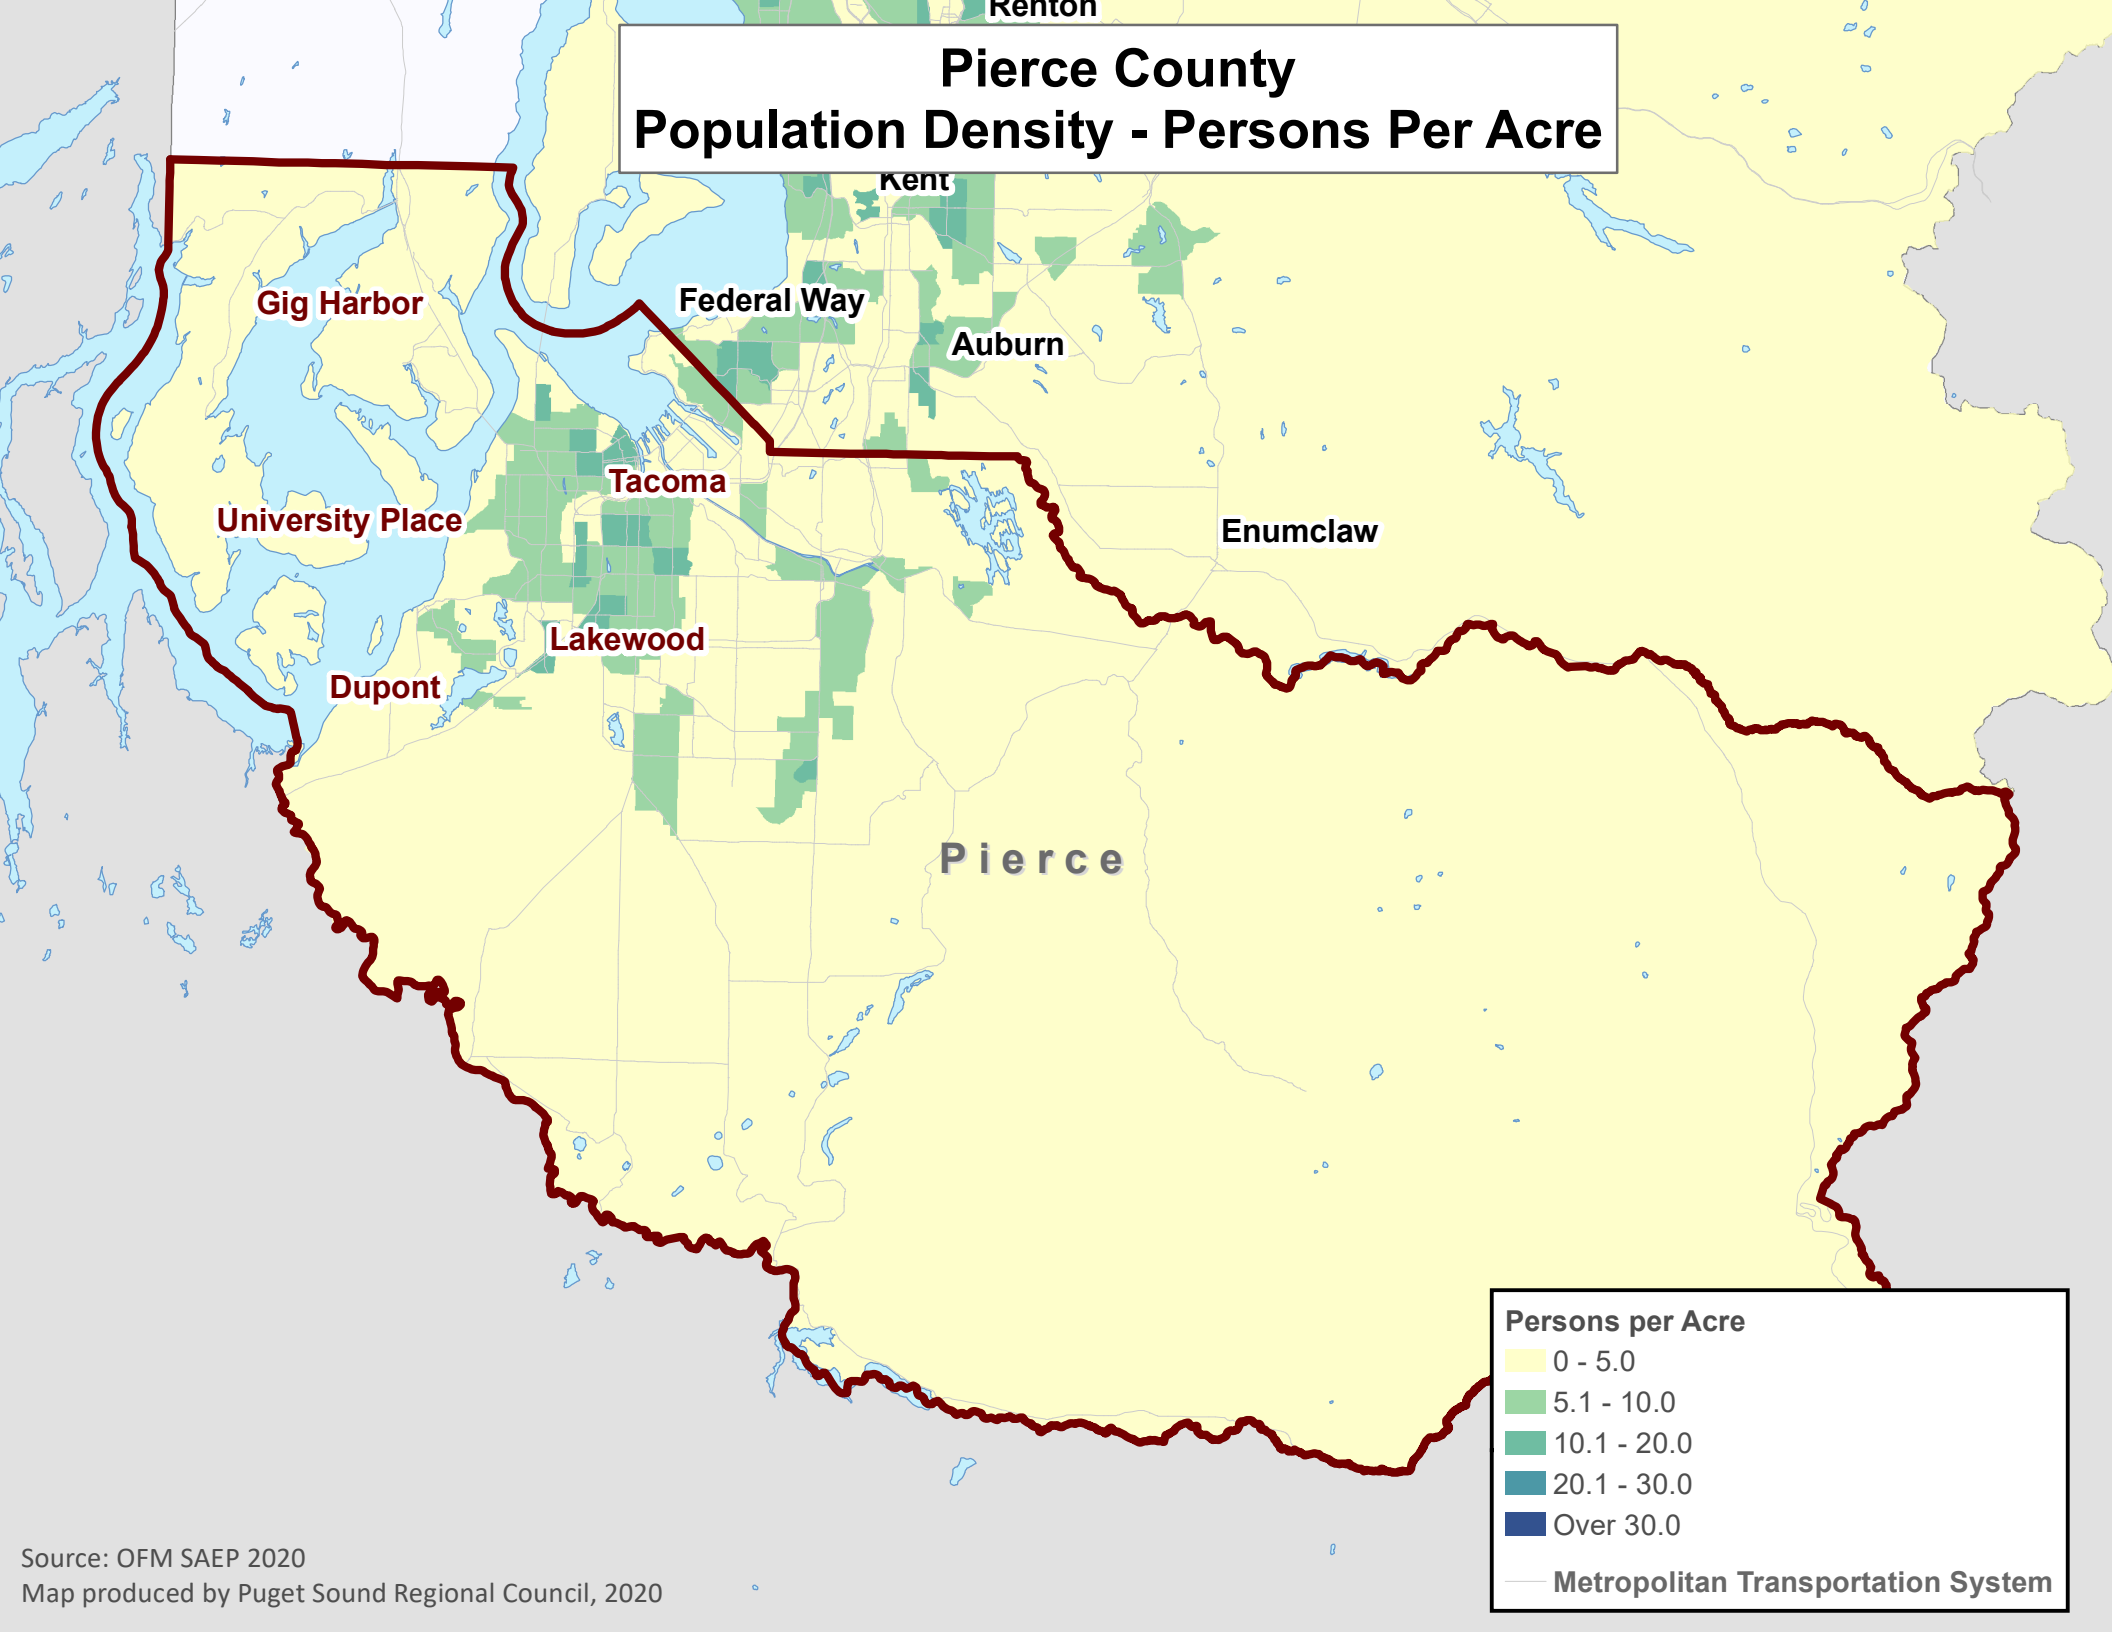 Renton
Pierce County
Population Density - Persons Per Acre
Kent
Gig Harbor
Federal Way
Auburn
Tacoma
University Place
Enumclaw
Lakewood
Dupont
Pierce
Persons per Acre
0 - 5.0
5.1 - 10.0
10.1 - 20.0
20.1 - 30.0
Over 30.0
Metropolitan Transportation System
Source: OFM SAEP 2020
Map produced by Puget Sound Regional Council, 2020